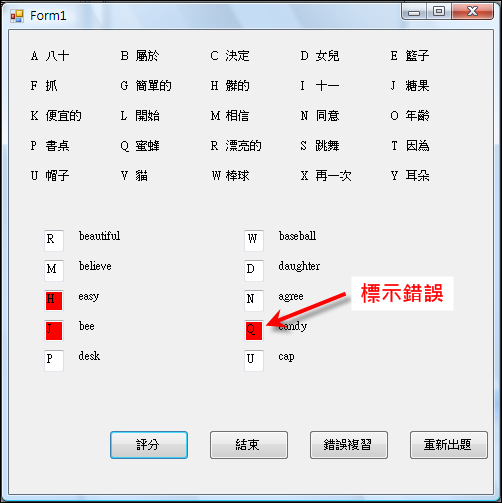 Form1
A 八十 B 屬於 C 決定 D 女兒 E 籃子
F 抓 G 簡單的 H 髒的 I 十一 J 糖果
K 便宜的 L 開始 M 相信 N 同意 O 年齡
P 書桌 Q 蜜蜂 R 漂亮的 S 跳舞 T 因為
U 帽子 V 貓 W 棒球 X 再一次 Y 耳朵
R beautiful W baseball
M believe D daughter
H easy N agree
標示錯誤
J bee Q candy
P desk U cap
評分 結束 錯誤複習 重新出題